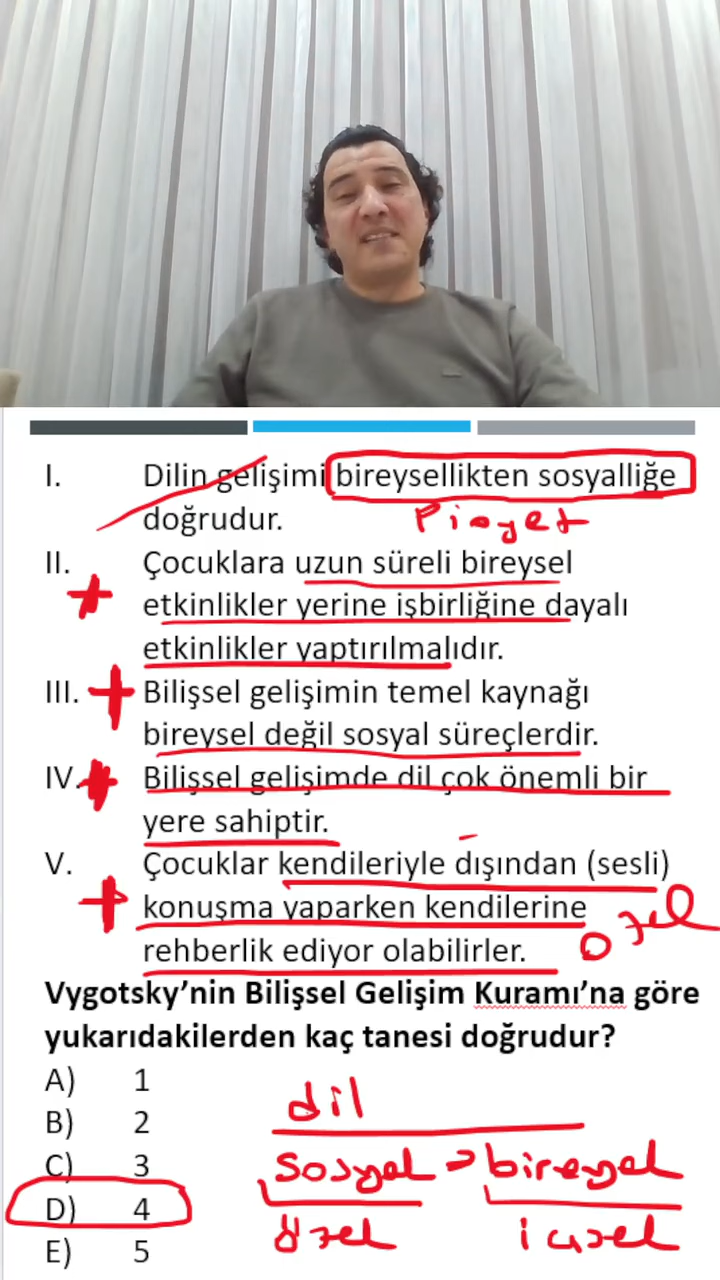 I. Dilin gelişimi bireysellikten sosyalliğe
doğrudur.
Piaget
II. Çocuklara uzun süreli bireysel
etkinlikler yerine işbirliğine dayalı
etkinlikler yaptırılmalıdır.
III. Bilişsel gelişimin temel kaynağı
bireysel değil sosyal süreçlerdir.
IV. Bilişsel gelişimde dil çok önemli bir
yere sahiptir.
V. Çocuklar kendileriyle dışından (sesli)
konuşma yaparken kendilerine
özel
rehberlik ediyor olabilirler.
Vygotsky’nin Bilişsel Gelişim Kuramı’na göre
yukarıdakilerden kaç tanesi doğrudur?
A) 1
dil
B) 2
C) 3
sosyal → bireysel
D) 4
özel içsel
E) 5